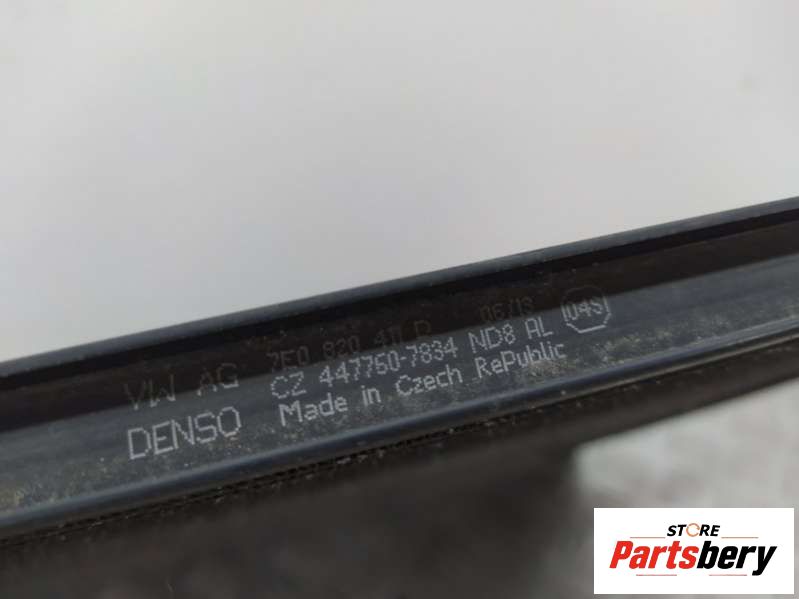 VW AG 7E0 820 411 D 06/13 U4S
DENSO CZ 447760-7834 ND8 AL
Made in Czech RePublic
STORE
Partsbery